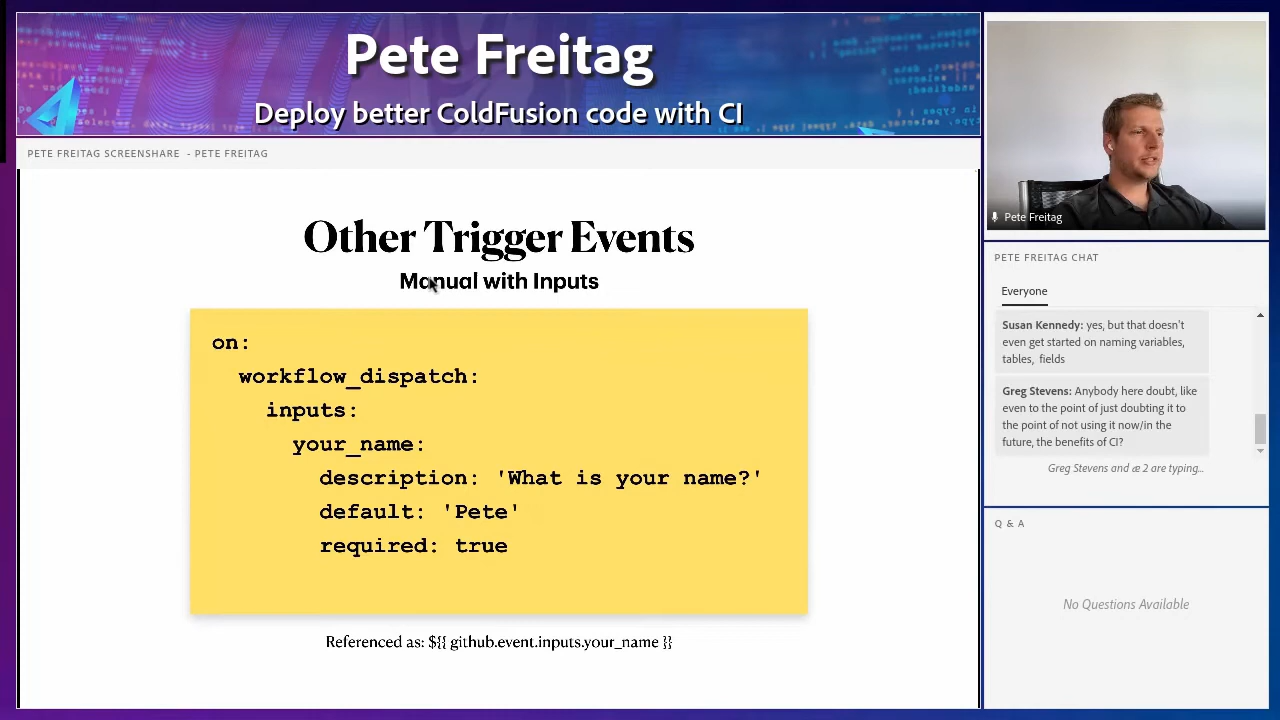 Pete Freitag
Deploy better ColdFusion code with CI
PETE FREITAG SCREENSHARE - PETE FREITAG
Other Trigger Events
Manual with Inputs
on:
workflow_dispatch:
inputs:
your_name:
description: 'What is your name?'
default: 'Pete'
required: true
Referenced as: ${{ github.event.inputs.your_name }}
Pete Freitag
PETE FREITAG CHAT
Everyone
Susan Kennedy: yes, but that doesn't
even get started on naming variables,
tables, fields
Greg Stevens: Anybody here doubt, like
even to the point of just doubting it to
the point of not using it now/in the
future, the benefits of CI?
Greg Stevens and æ 2 are typing...
Q & A
No Questions Available